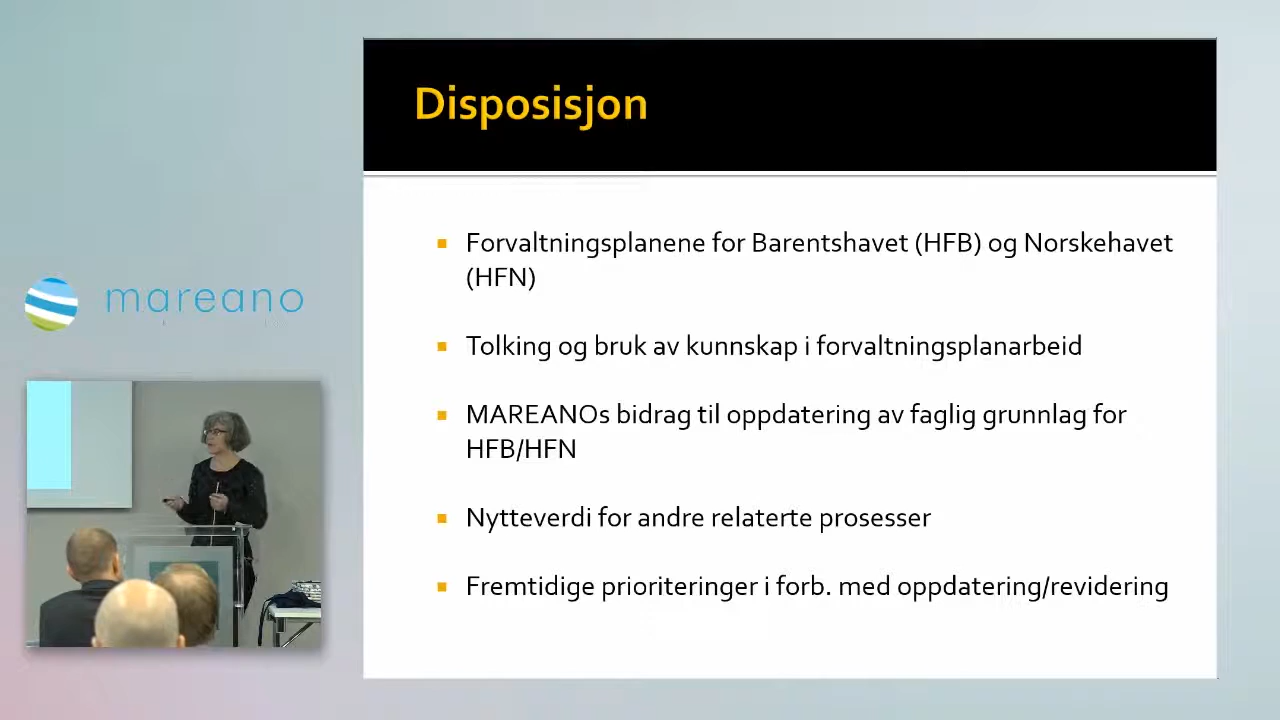 Disposisjon
Forvaltningsplanene for Barentshavet (HFB) og Norskehavet
(HFN)
Tolking og bruk av kunnskap i forvaltningsplanarbeid
MAREANOs bidrag til oppdatering av faglig grunnlag for
HFB/HFN
Nytteverdi for andre relaterte prosesser
Fremtidige prioriteringer i forb. med oppdatering/revidering
mareano